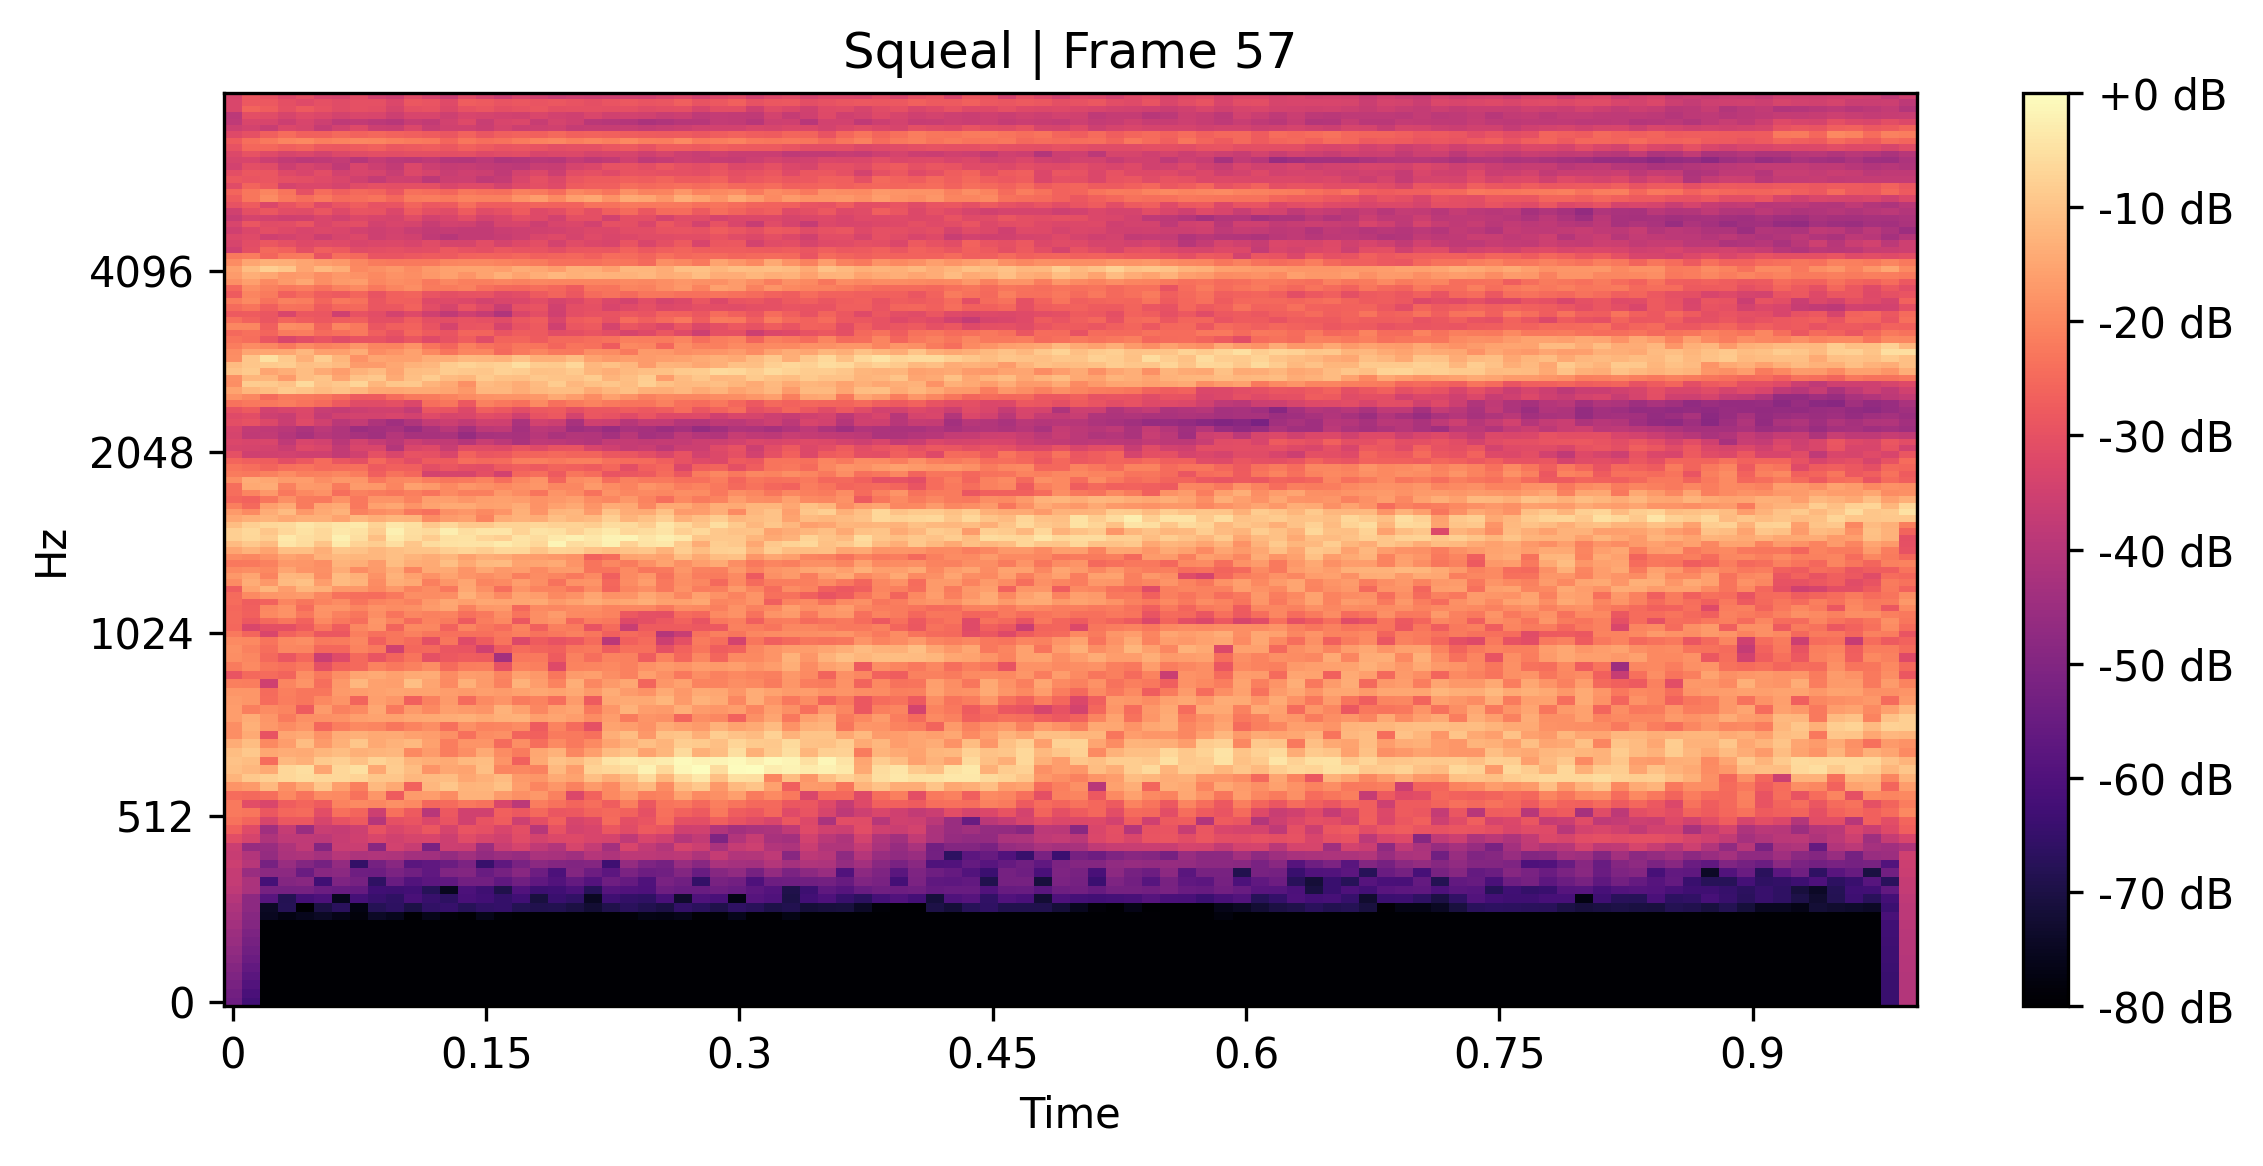 Squeal | Frame 57
Hz
4096
2048
1024
512
0
0 0.15 0.3 0.45 0.6 0.75 0.9
Time
+0 dB
-10 dB
-20 dB
-30 dB
-40 dB
-50 dB
-60 dB
-70 dB
-80 dB